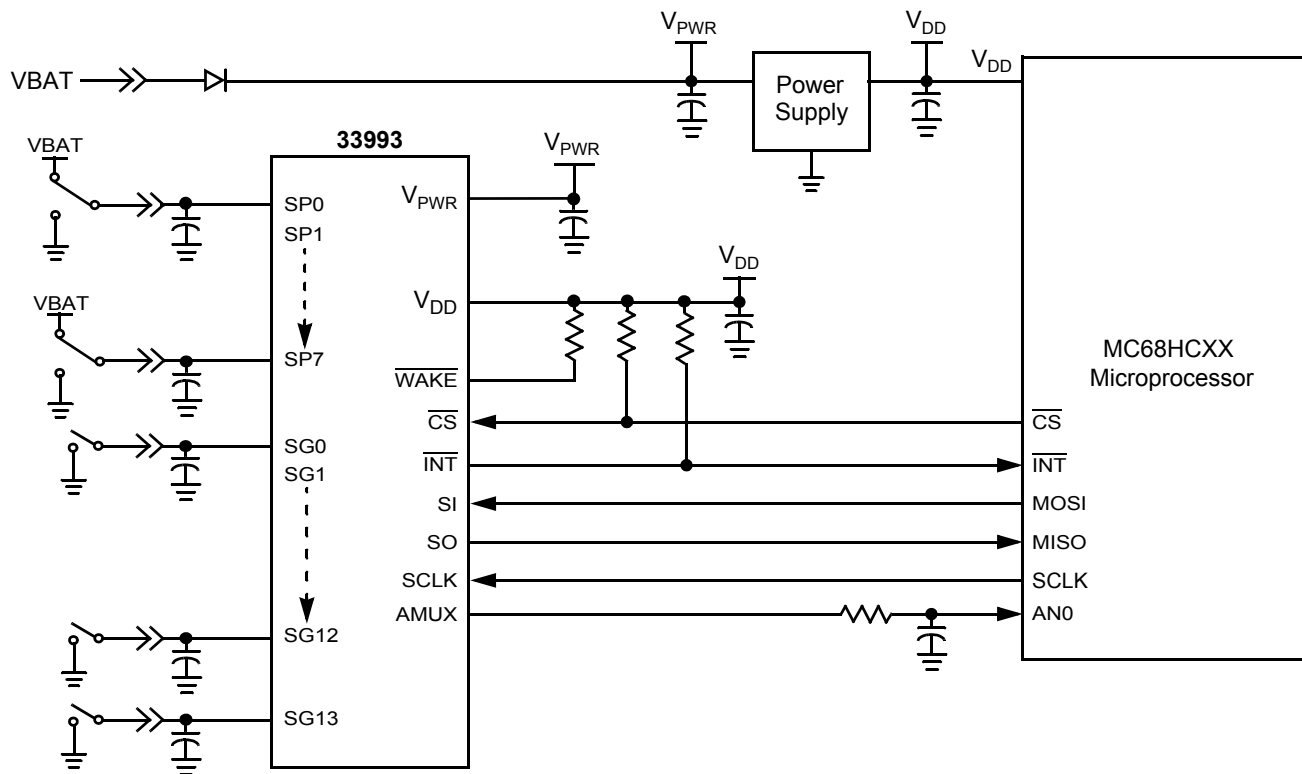 VPWR
VDD
VDD
VBAT
Power
Supply
33993
VBAT
VPWR
SP0
VPWR
SP1
VDD
VBAT
VDD
SP7
WAKE
MC68HCXX
Microprocessor
CS
CS
SG0
INT
INT
SG1
SI
MOSI
SO
MISO
SCLK
SCLK
AMUX
AN0
SG12
SG13